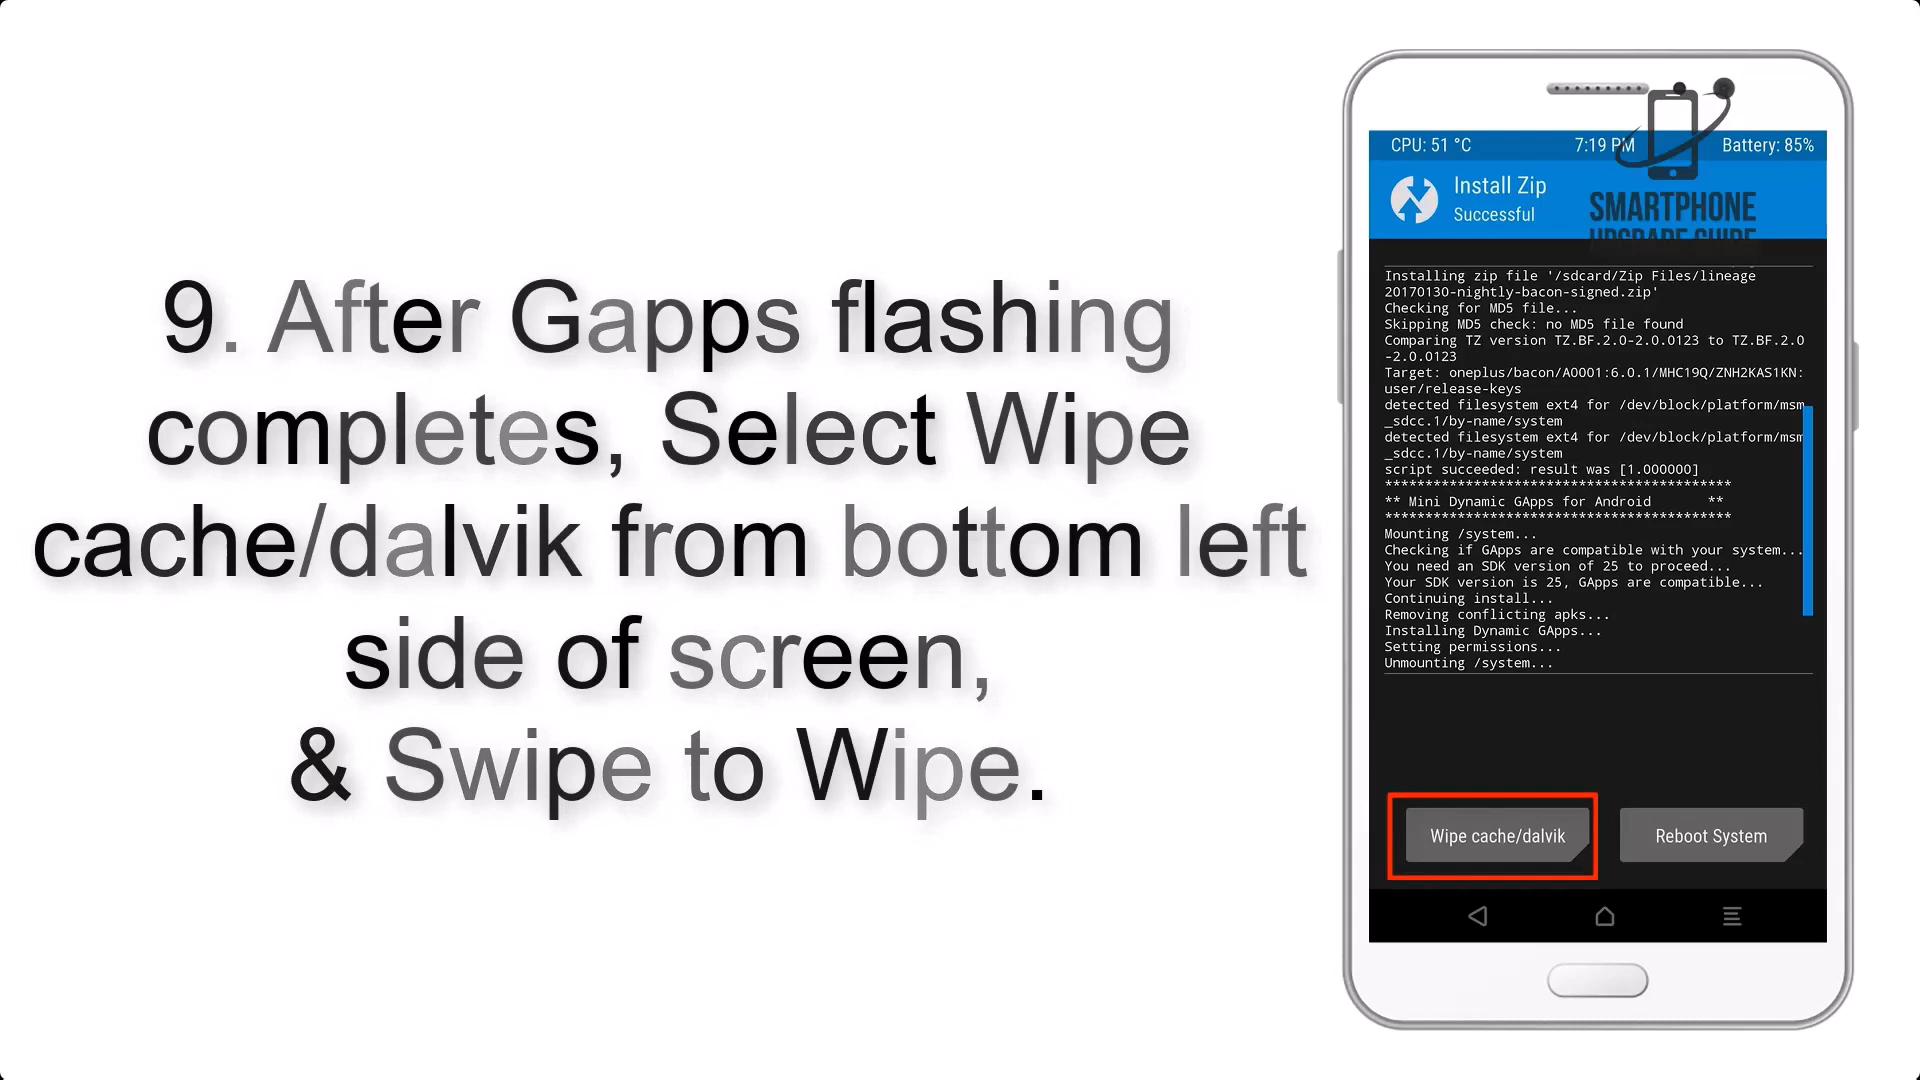 9. After Gapps flashing
completes, Select Wipe
cache/dalvik from bottom left
side of screen,
& Swipe to Wipe.
CPU: 51 °C 7:19 PM Battery: 85%
Install Zip
Successful
SMARTPHONE
UPGRADE GUIDE
Installing zip file '/sdcard/Zip Files/lineage
20170130-nightly-bacon-signed.zip'
Checking for MD5 file...
Skipping MD5 check: no MD5 file found
Comparing TZ version TZ.BF.2.0-2.0.0123 to TZ.BF.2.0
-2.0.0123
Target: oneplus/bacon/A0001:6.0.1/MHC19Q/ZNH2KAS1KN:
user/release-keys
detected filesystem ext4 for /dev/block/platform/msm
_sdcc.1/by-name/system
detected filesystem ext4 for /dev/block/platform/msm
_sdcc.1/by-name/system
script succeeded: result was [1.000000]
******************************************
** Mini Dynamic GApps for Android **
******************************************
Mounting /system...
Checking if GApps are compatible with your system...
You need an SDK version of 25 to proceed...
Your SDK version is 25, GApps are compatible...
Continuing install...
Removing conflicting apks...
Installing Dynamic GApps...
Setting permissions...
Unmounting /system...
Wipe cache/dalvik Reboot System